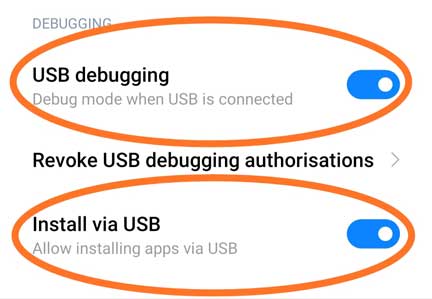 DEBUGGING
USB debugging
Debug mode when USB is connected
Revoke USB debugging authorisations
Install via USB
Allow installing apps via USB